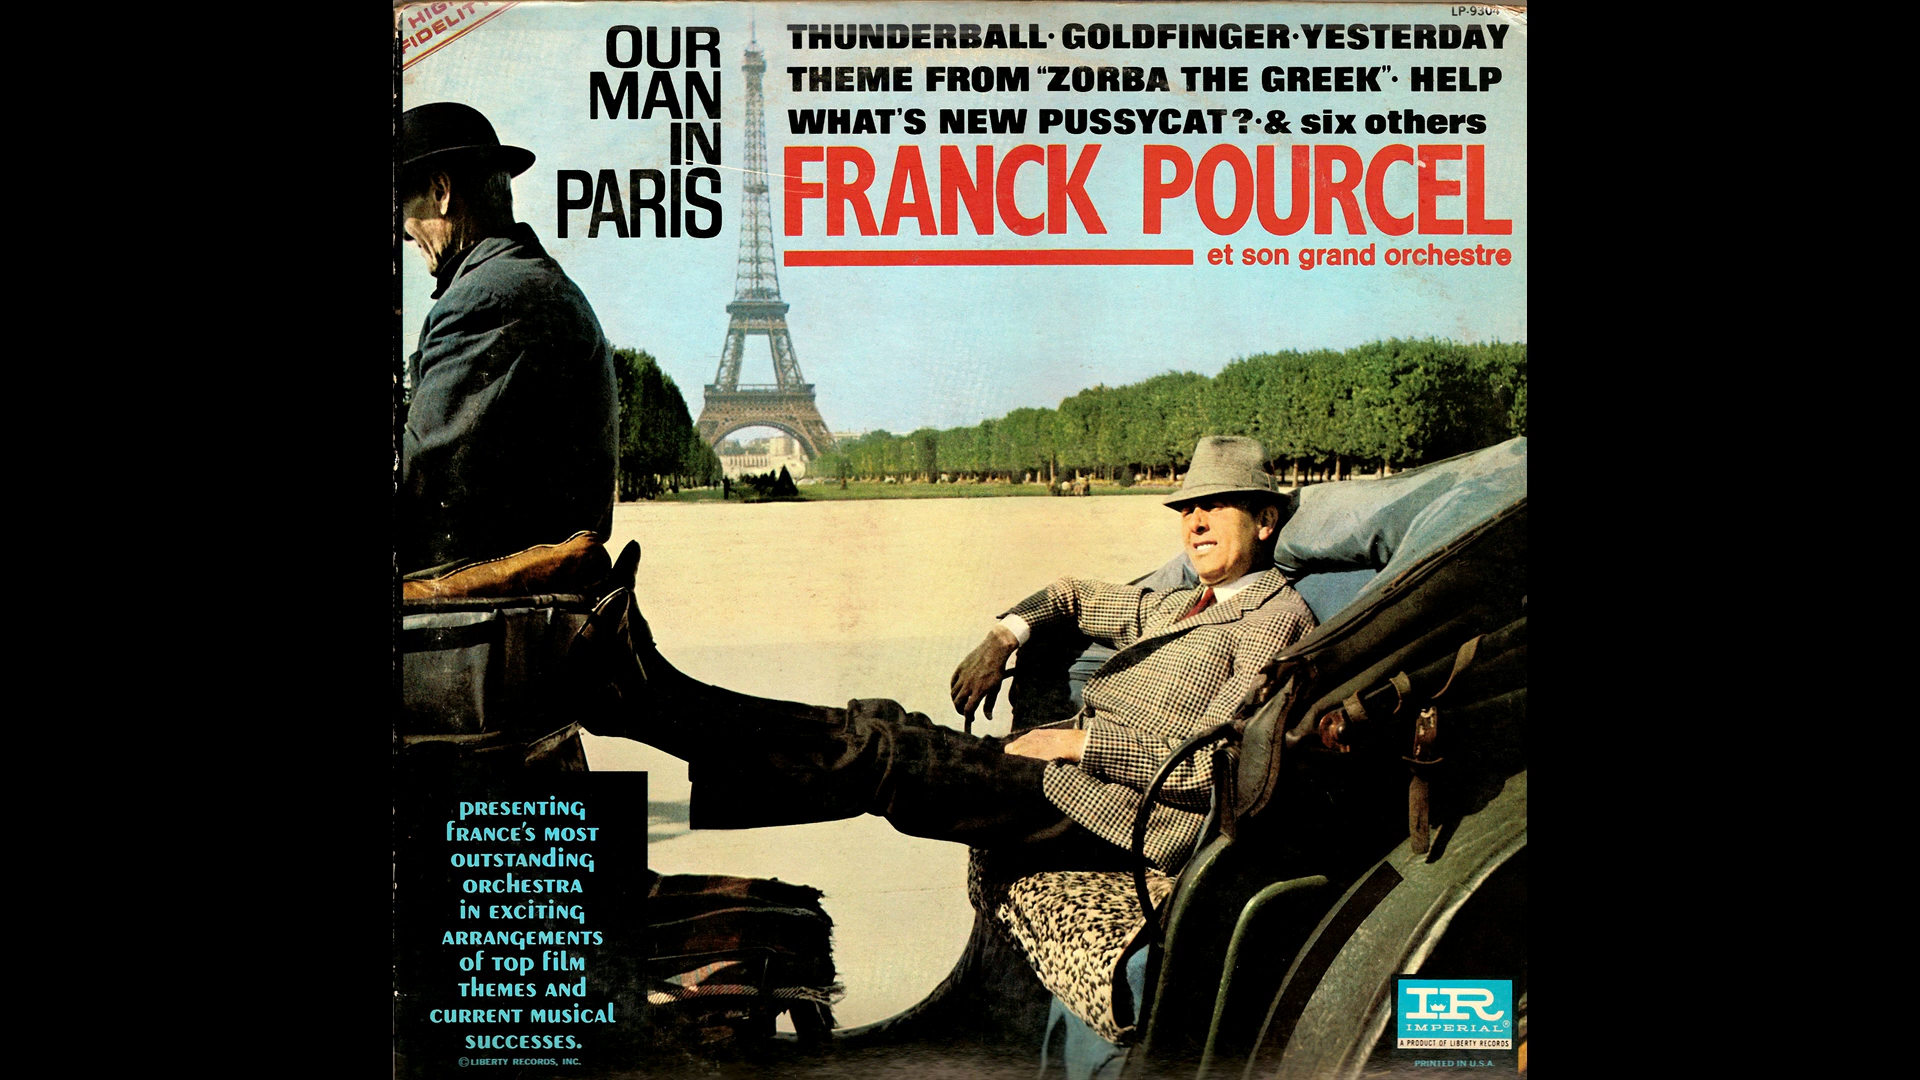 HIGH
FIDELITY
OUR
MAN
IN
PARIS
LP-9304
THUNDERBALL · GOLDFINGER · YESTERDAY
THEME FROM “ZORBA THE GREEK” · HELP
WHAT'S NEW PUSSYCAT? · & six others
FRANCK POURCEL
et son grand orchestre
PRESENTING
FRANCE'S MOST
OUTSTANDING
ORCHESTRA
IN EXCITING
ARRANGEMENTS
OF TOP FILM
THEMES AND
CURRENT MUSICAL
SUCCESSES.
©LIBERTY RECORDS, INC.
IR
IMPERIAL®
A PRODUCT OF LIBERTY RECORDS
PRINTED IN U.S.A.